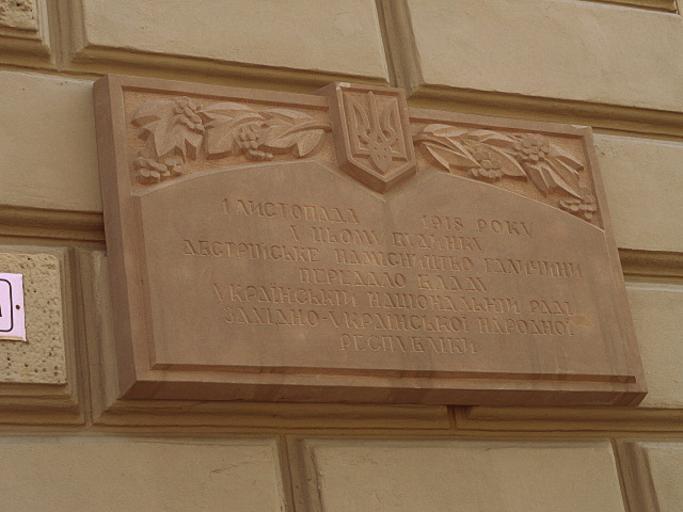 1 ЛИСТОПАДА 1918 РОКУ
У ЦЬОМУ БУДИНКУ
АВСТРІЙСЬКЕ НАМІСНИЦТВО ГАЛИЧИНИ
ПЕРЕДАЛО ВЛАДУ
УКРАЇНСЬКІЙ НАЦІОНАЛЬНІЙ РАДІ
ЗАХІДНО-УКРАЇНСЬКОЇ НАРОДНОЇ
РЕСПУБЛІКИ